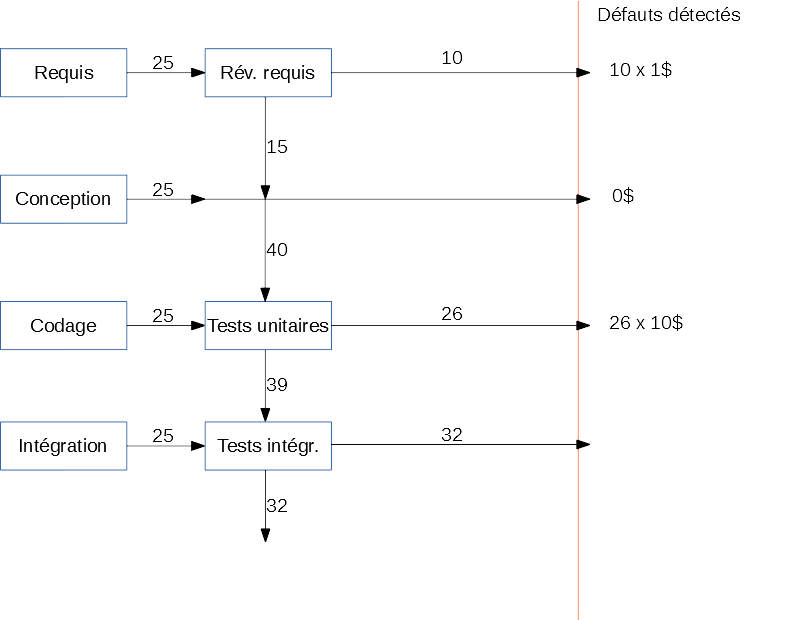 Défauts détectés
Requis
25
Rév. requis
10
10 x 1$
15
Conception
25
0$
40
Codage
25
Tests unitaires
26
26 x 10$
39
Intégration
25
Tests intégr.
32
32